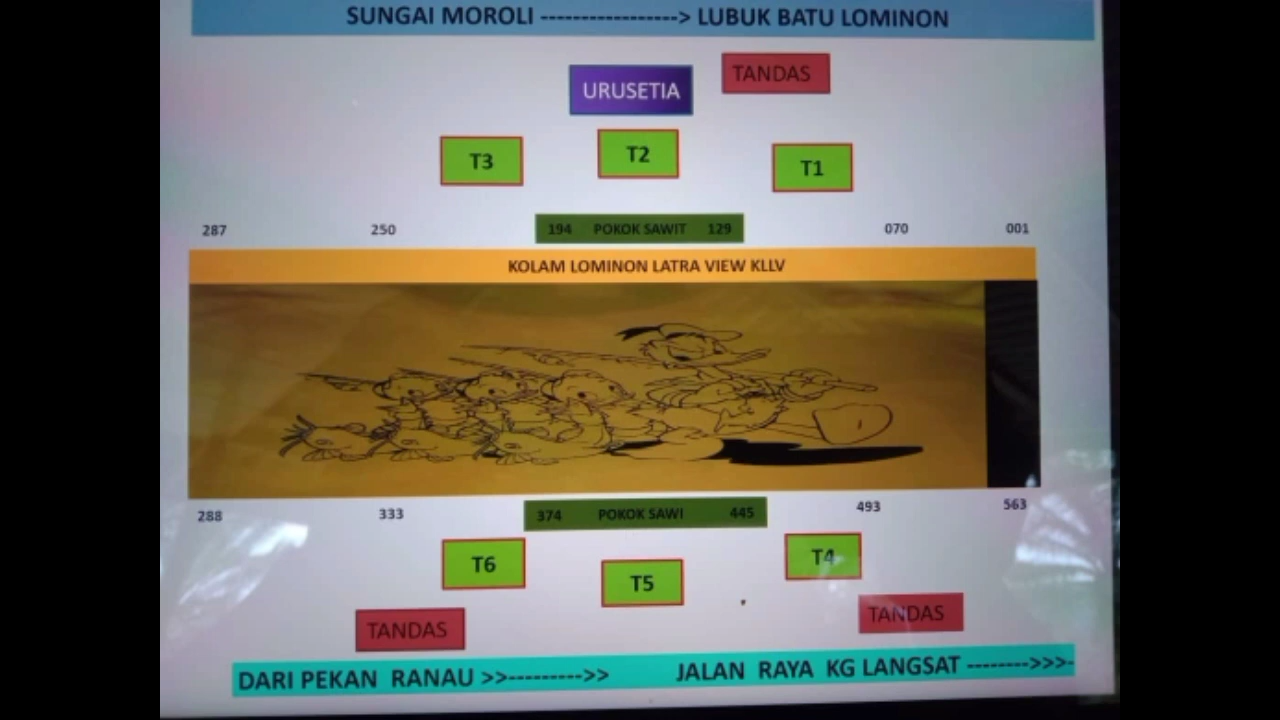 SUNGAI MOROLI -----------------> LUBUK BATU LOMINON
TANDAS
URUSETIA
T3 T2 T1
287 250 194 POKOK SAWIT 129 070 001
KOLAM LOMINON LATRA VIEW KLLV
288 333 374 POKOK SAWI 445 493 563
T6 T5 T4
TANDAS TANDAS
DARI PEKAN RANAU >>--------->> JALAN RAYA KG LANGSAT -------->>>-